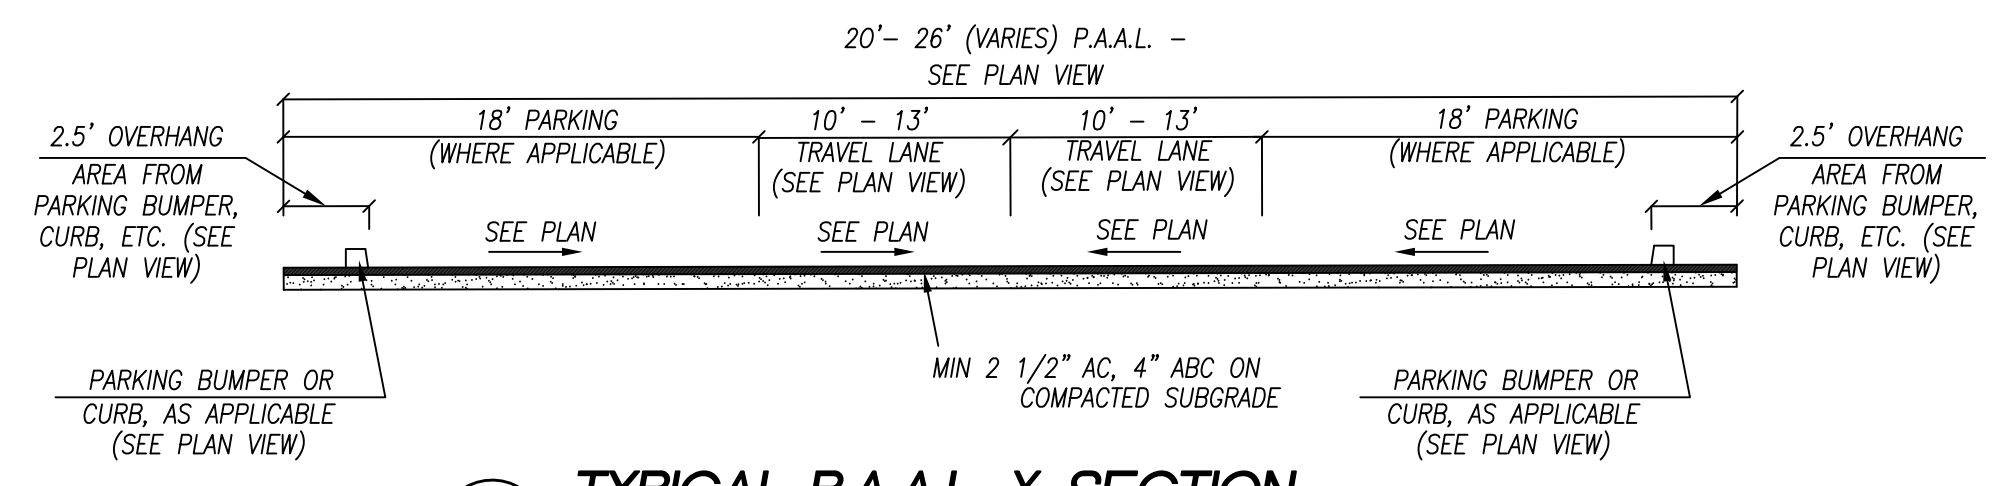 20'– 26' (VARIES) P.A.A.L. –
SEE PLAN VIEW
2.5' OVERHANG
AREA FROM
PARKING BUMPER,
CURB, ETC. (SEE
PLAN VIEW)
18' PARKING
(WHERE APPLICABLE)
10' – 13'
TRAVEL LANE
(SEE PLAN VIEW)
10' – 13'
TRAVEL LANE
(SEE PLAN VIEW)
18' PARKING
(WHERE APPLICABLE)
2.5' OVERHANG
AREA FROM
PARKING BUMPER,
CURB, ETC. (SEE
PLAN VIEW)
SEE PLAN
SEE PLAN
SEE PLAN
SEE PLAN
PARKING BUMPER OR
CURB, AS APPLICABLE
(SEE PLAN VIEW)
MIN 2 1/2" AC, 4" ABC ON
COMPACTED SUBGRADE
PARKING BUMPER OR
CURB, AS APPLICABLE
(SEE PLAN VIEW)
TYPICAL P.A.A.L. X-SECTION